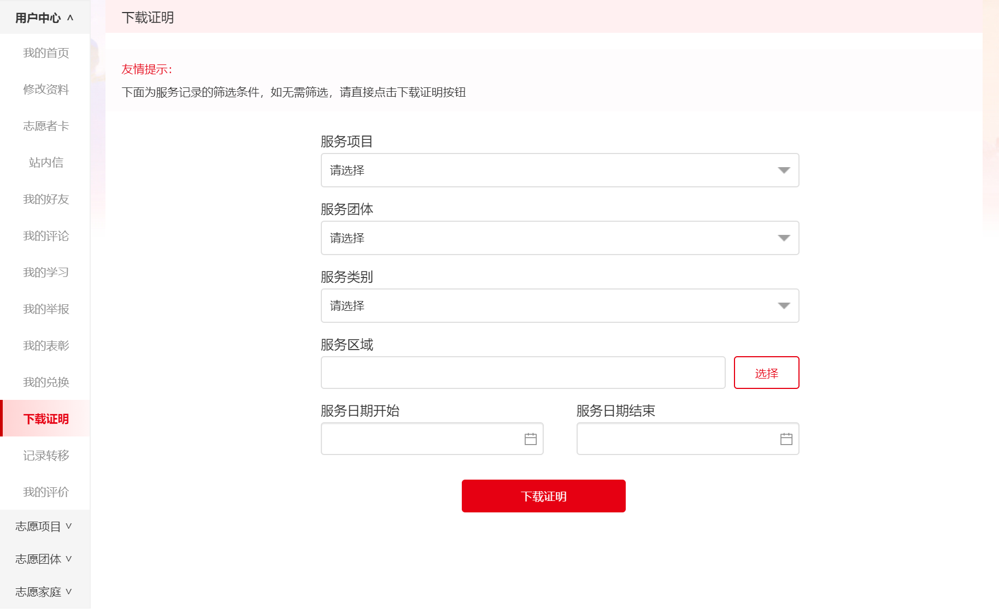 用户中心 ∧
我的首页
修改资料
志愿者卡
站内信
我的好友
我的评论
我的学习
我的举报
我的表彰
我的兑换
下载证明
记录转移
我的评价
志愿项目 ∨
志愿团体 ∨
志愿家庭 ∨
下载证明
友情提示：
下面为服务记录的筛选条件，如无需筛选，请直接点击下载证明按钮
服务项目
请选择
服务团体
请选择
服务类别
请选择
服务区域
选择
服务日期开始 服务日期结束
下载证明